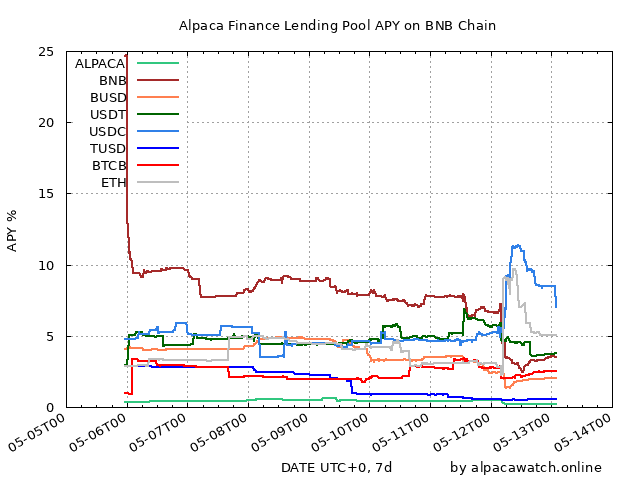 Alpaca Finance Lending Pool APY on BNB Chain
25
20
15
10
5
0
APY %
ALPACA
BNB
BUSD
USDT
USDC
TUSD
BTCB
ETH
05-05T00
05-06T00
05-07T00
05-08T00
05-09T00
05-10T00
05-11T00
05-12T00
05-13T00
05-14T00
DATE UTC+0, 7d
by alpacawatch.online